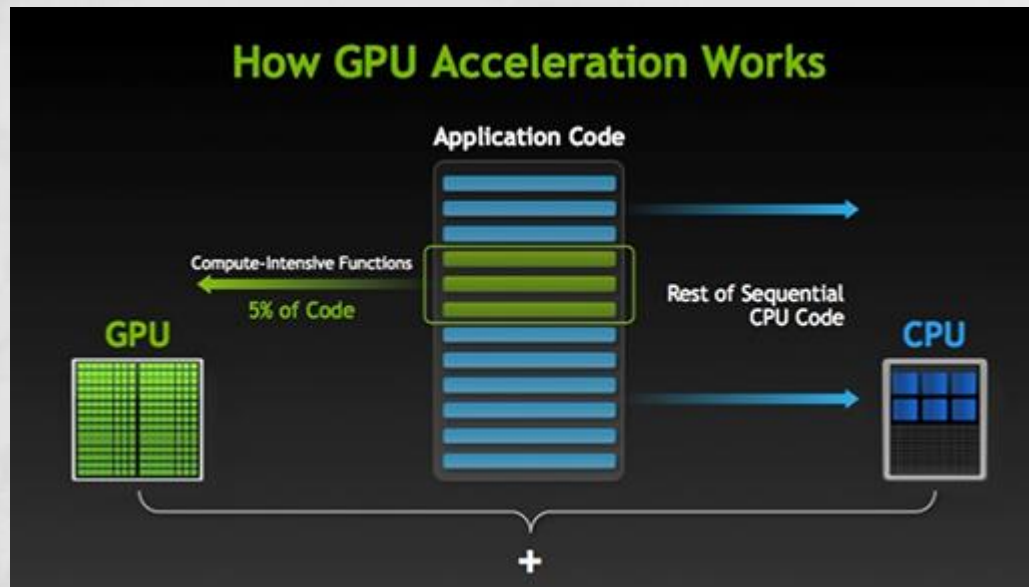 How GPU Acceleration Works
Application Code
Compute-Intensive Functions
5% of Code
Rest of Sequential
CPU Code
GPU
CPU
+